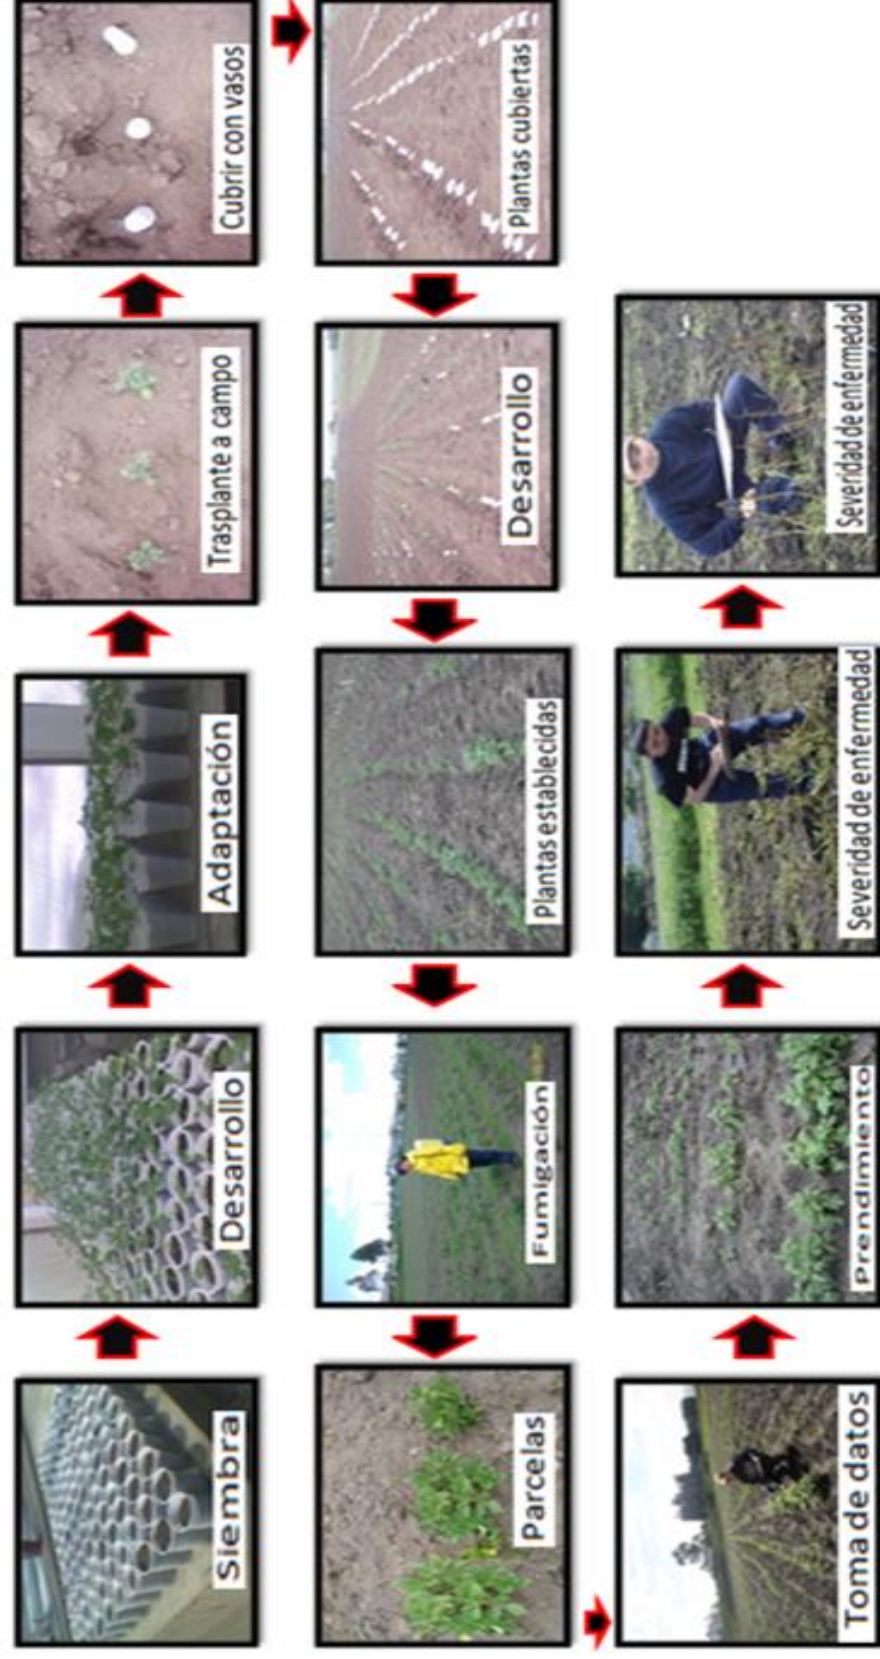 Siembra
Desarrollo
Adaptación
Trasplante a campo
Cubrir con vasos
Plantas cubiertas
Desarrollo
Plantas establecidas
Fumigación
Parcelas
Toma de datos
Prendimiento
Severidad de enfermedad
Severidad de enfermedad